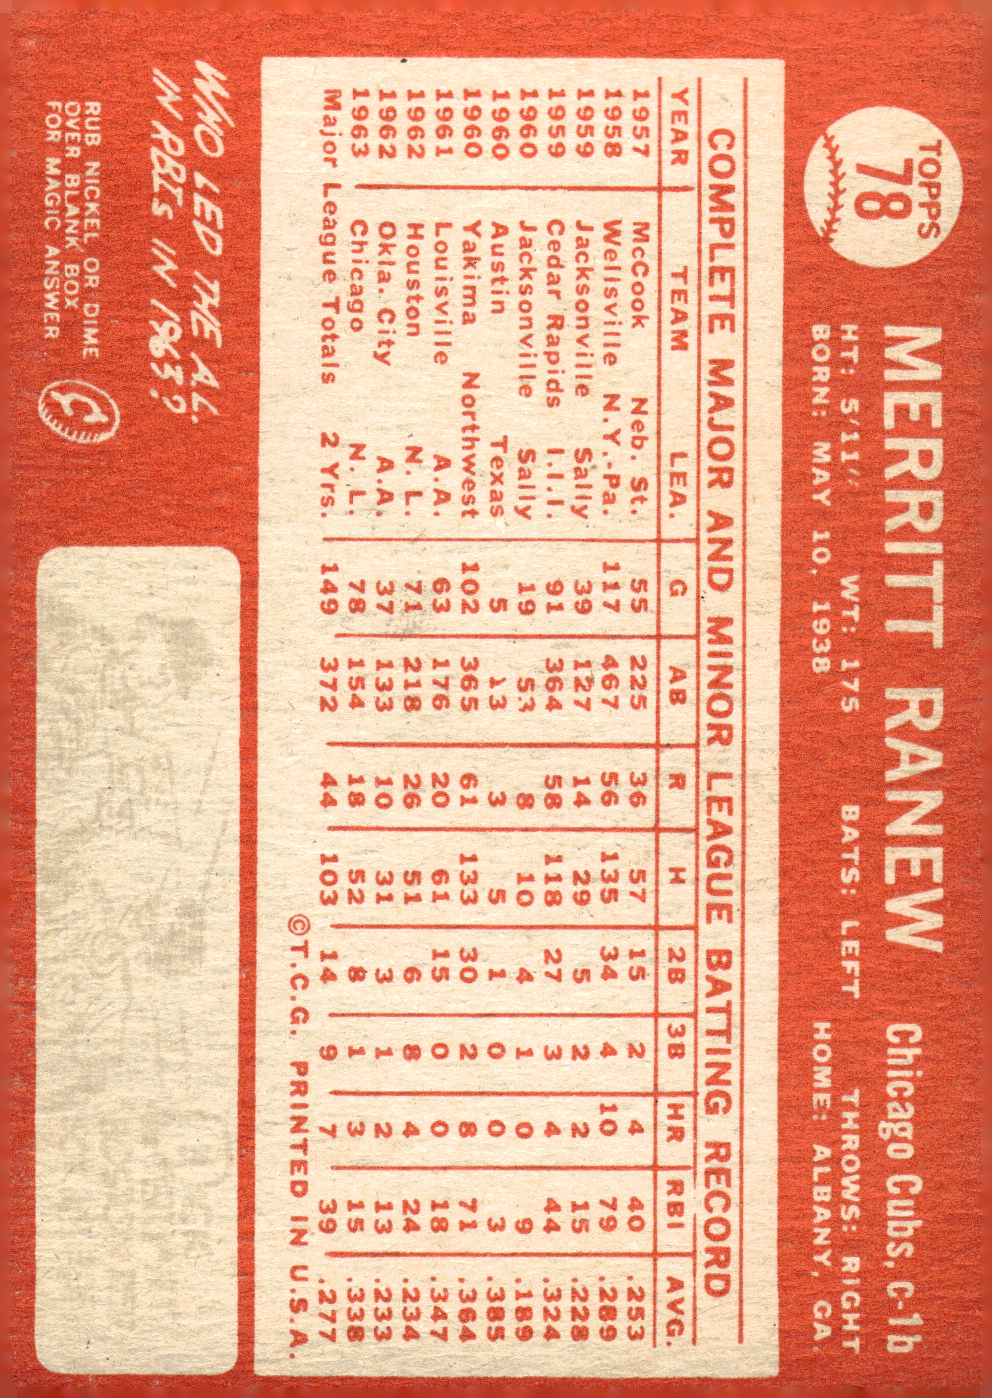 TOPPS
78
MERRITT RANEW Chicago Cubs, c-1b
HT: 5'11" WT: 175 BATS: LEFT THROWS: RIGHT
BORN: MAY 10, 1938 HOME: ALBANY, GA.
COMPLETE MAJOR AND MINOR LEAGUE BATTING RECORD
YEAR TEAM LEA. G AB R H 2B 3B HR RBI AVG.
1957 McCook Neb. St. 55 225 36 57 15 2 4 40 .253
1958 Wellsville N.Y.-Pa. 117 467 56 135 34 4 10 79 .289
1959 Jacksonville Sally 39 127 14 29 5 2 2 15 .228
1959 Cedar Rapids I.I.I. 91 364 58 118 27 3 4 44 .324
1960 Jacksonville Sally 19 53 8 10 4 1 0 9 .189
1960 Austin Texas 5 13 3 5 1 0 0 3 .385
1960 Yakima Northwest 102 365 61 133 30 2 8 71 .364
1961 Louisville A.A. 63 176 20 61 15 0 0 18 .347
1962 Houston N.L. 71 218 26 51 6 8 4 24 .234
1962 Okla. City A.A. 37 133 10 31 3 1 2 13 .233
1963 Chicago N.L. 78 154 18 52 8 1 3 15 .338
Major League Totals 2 Yrs. 149 372 44 103 14 9 7 39 .277
©T.C.G. PRINTED IN U.S.A.
WHO LED THE A.L.
IN RBIS IN 1963?
RUB NICKEL OR DIME
OVER BLANK BOX
FOR MAGIC ANSWER